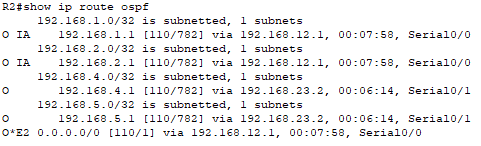 R2#show ip route ospf
     192.168.1.0/32 is subnetted, 1 subnets
O IA    192.168.1.1 [110/782] via 192.168.12.1, 00:07:58, Serial0/0
     192.168.2.0/32 is subnetted, 1 subnets
O IA    192.168.2.1 [110/782] via 192.168.12.1, 00:07:58, Serial0/0
     192.168.4.0/32 is subnetted, 1 subnets
O       192.168.4.1 [110/782] via 192.168.23.2, 00:06:14, Serial0/1
     192.168.5.0/32 is subnetted, 1 subnets
O       192.168.5.1 [110/782] via 192.168.23.2, 00:06:14, Serial0/1
O*E2 0.0.0.0/0 [110/1] via 192.168.12.1, 00:07:58, Serial0/0